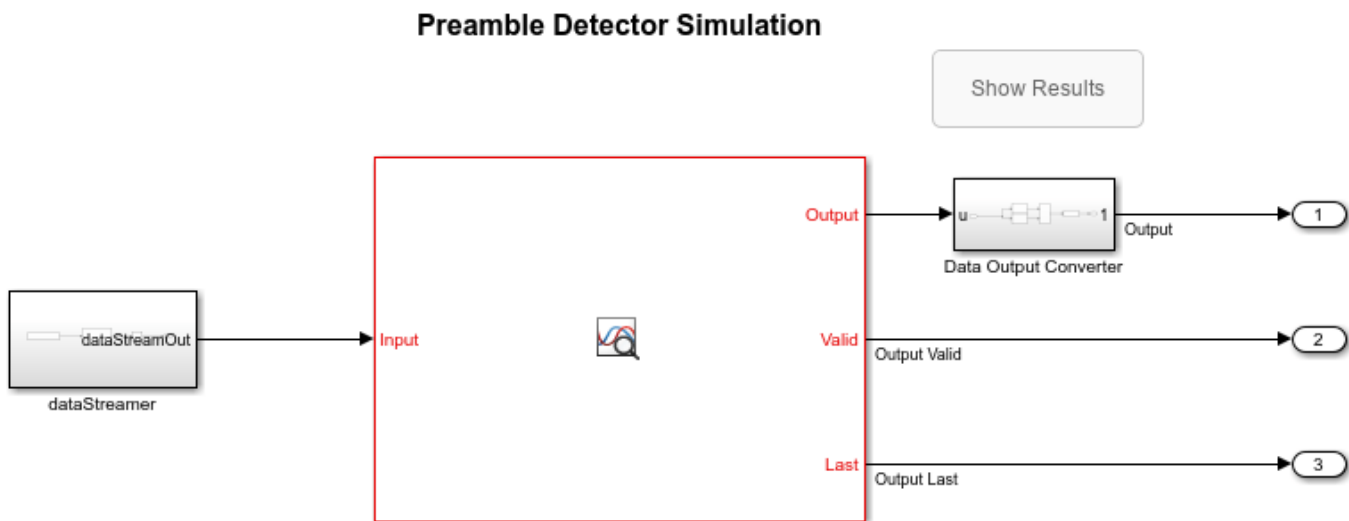 Preamble Detector Simulation
Show Results
Output
u
1
Output
1
Data Output Converter
dataStreamOut
dataStreamer
Input
Valid
Output Valid
2
Last
Output Last
3